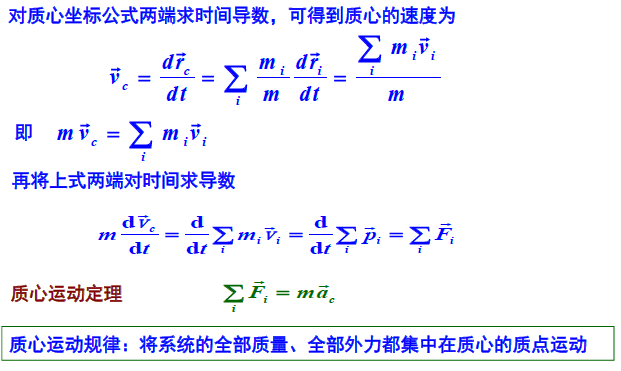 对质心坐标公式两端求时间导数，可得到质心的速度为
$\vec{v}_c = \frac{d\vec{r}_c}{dt} = \sum_i \frac{m_i}{m} \frac{d\vec{r}_i}{dt} = \frac{\sum_i m_i \vec{v}_i}{m}$
即 $m\vec{v}_c = \sum_i m_i \vec{v}_i$
再将上式两端对时间求导数
$m\frac{\mathrm{d}\vec{v}_c}{\mathrm{d}t} = \frac{\mathrm{d}}{\mathrm{d}t}\sum_i m_i \vec{v}_i = \frac{\mathrm{d}}{\mathrm{d}t}\sum_i \vec{p}_i = \sum_i \vec{F}_i$
质心运动定理 $\sum_i \vec{F}_i = m\vec{a}_c$
质心运动规律：将系统的全部质量、全部外力都集中在质心的质点运动